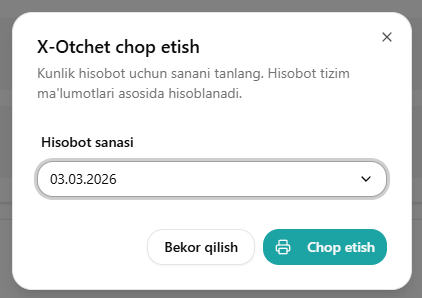 X-Otchet chop etish
Kunlik hisobot uchun sanani tanlang. Hisobot tizim
ma'lumotlari asosida hisoblanadi.
Hisobot sanasi
03.03.2026
Bekor qilish
Chop etish